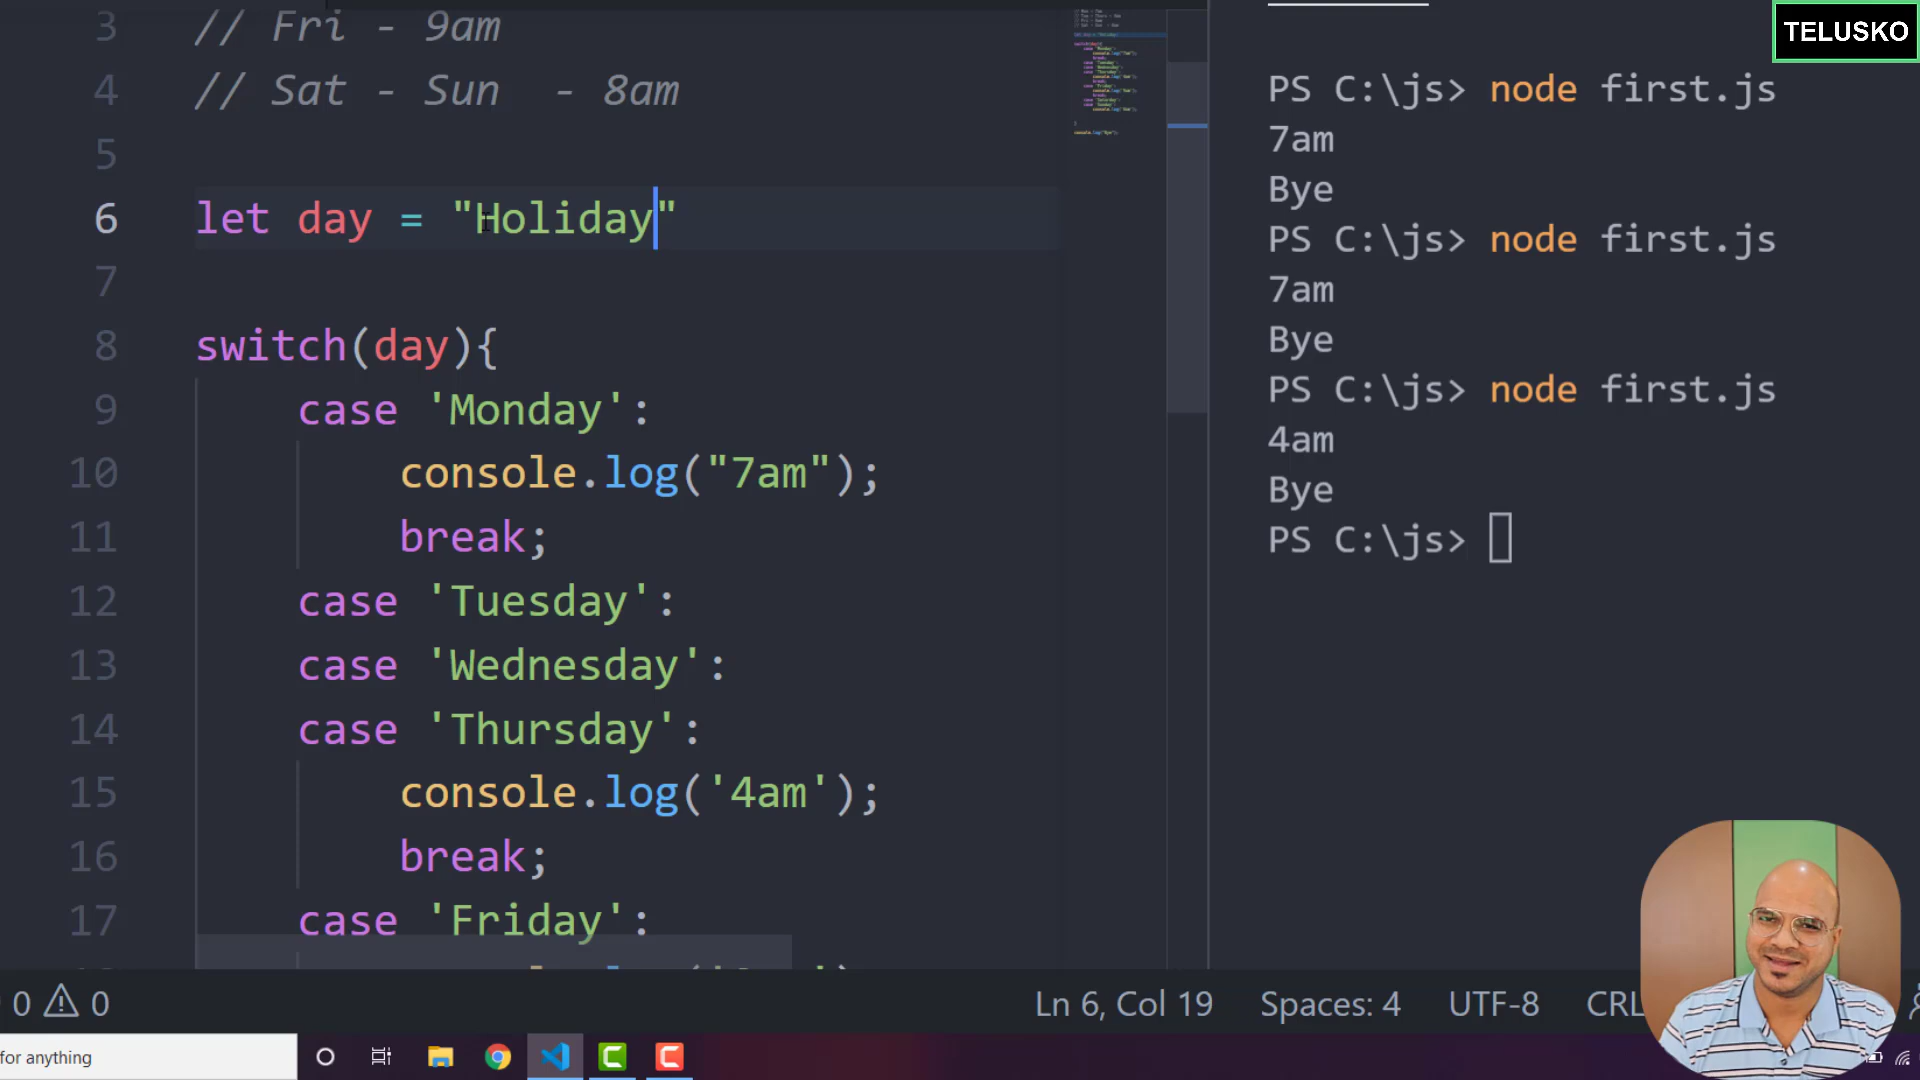 TELUSKO
3 // Fri - 9am
4 // Sat - Sun  - 8am
5
6 let day = "Holiday"
7
8 switch(day){
9 case 'Monday':
10 console.log("7am");
11 break;
12 case 'Tuesday':
13 case 'Wednesday':
14 case 'Thursday':
15 console.log('4am');
16 break;
17 case 'Friday':
PS C:\js> node first.js
7am
Bye
PS C:\js> node first.js
7am
Bye
PS C:\js> node first.js
4am
Bye
PS C:\js>
0 0 Ln 6, Col 19 Spaces: 4 UTF-8 CRL
for anything